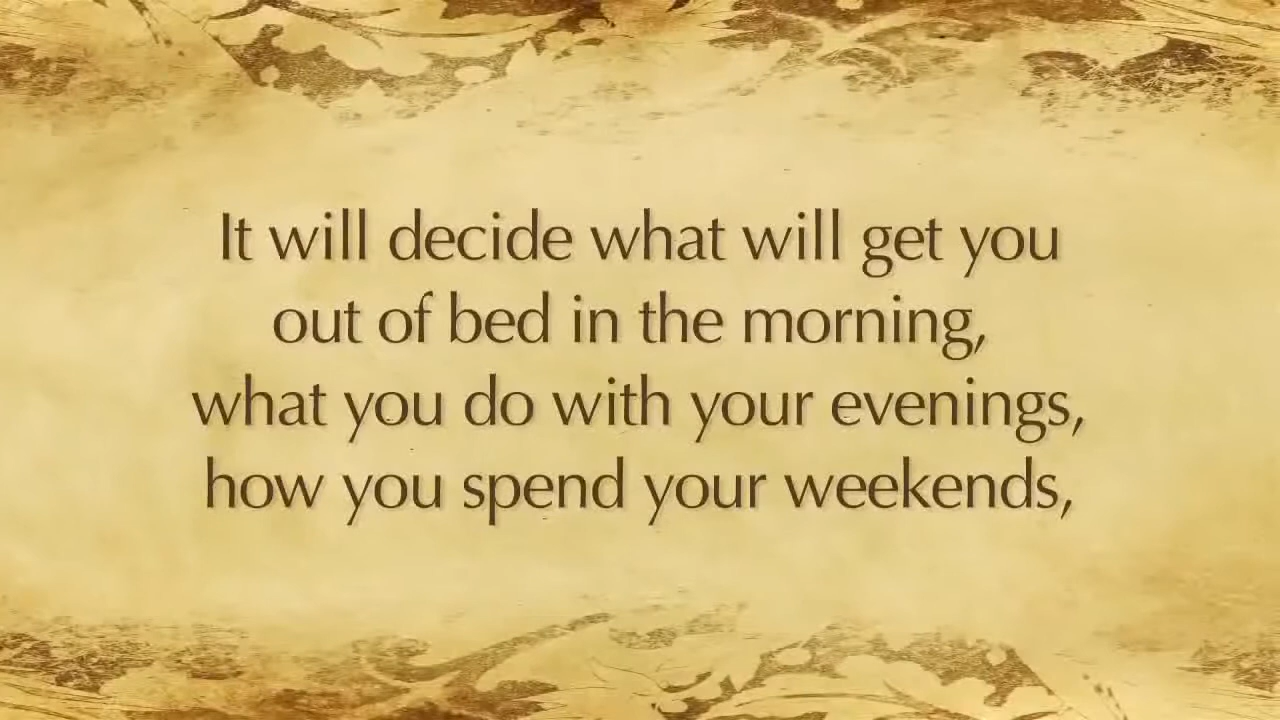 It will decide what will get you
out of bed in the morning,
what you do with your evenings,
how you spend your weekends,